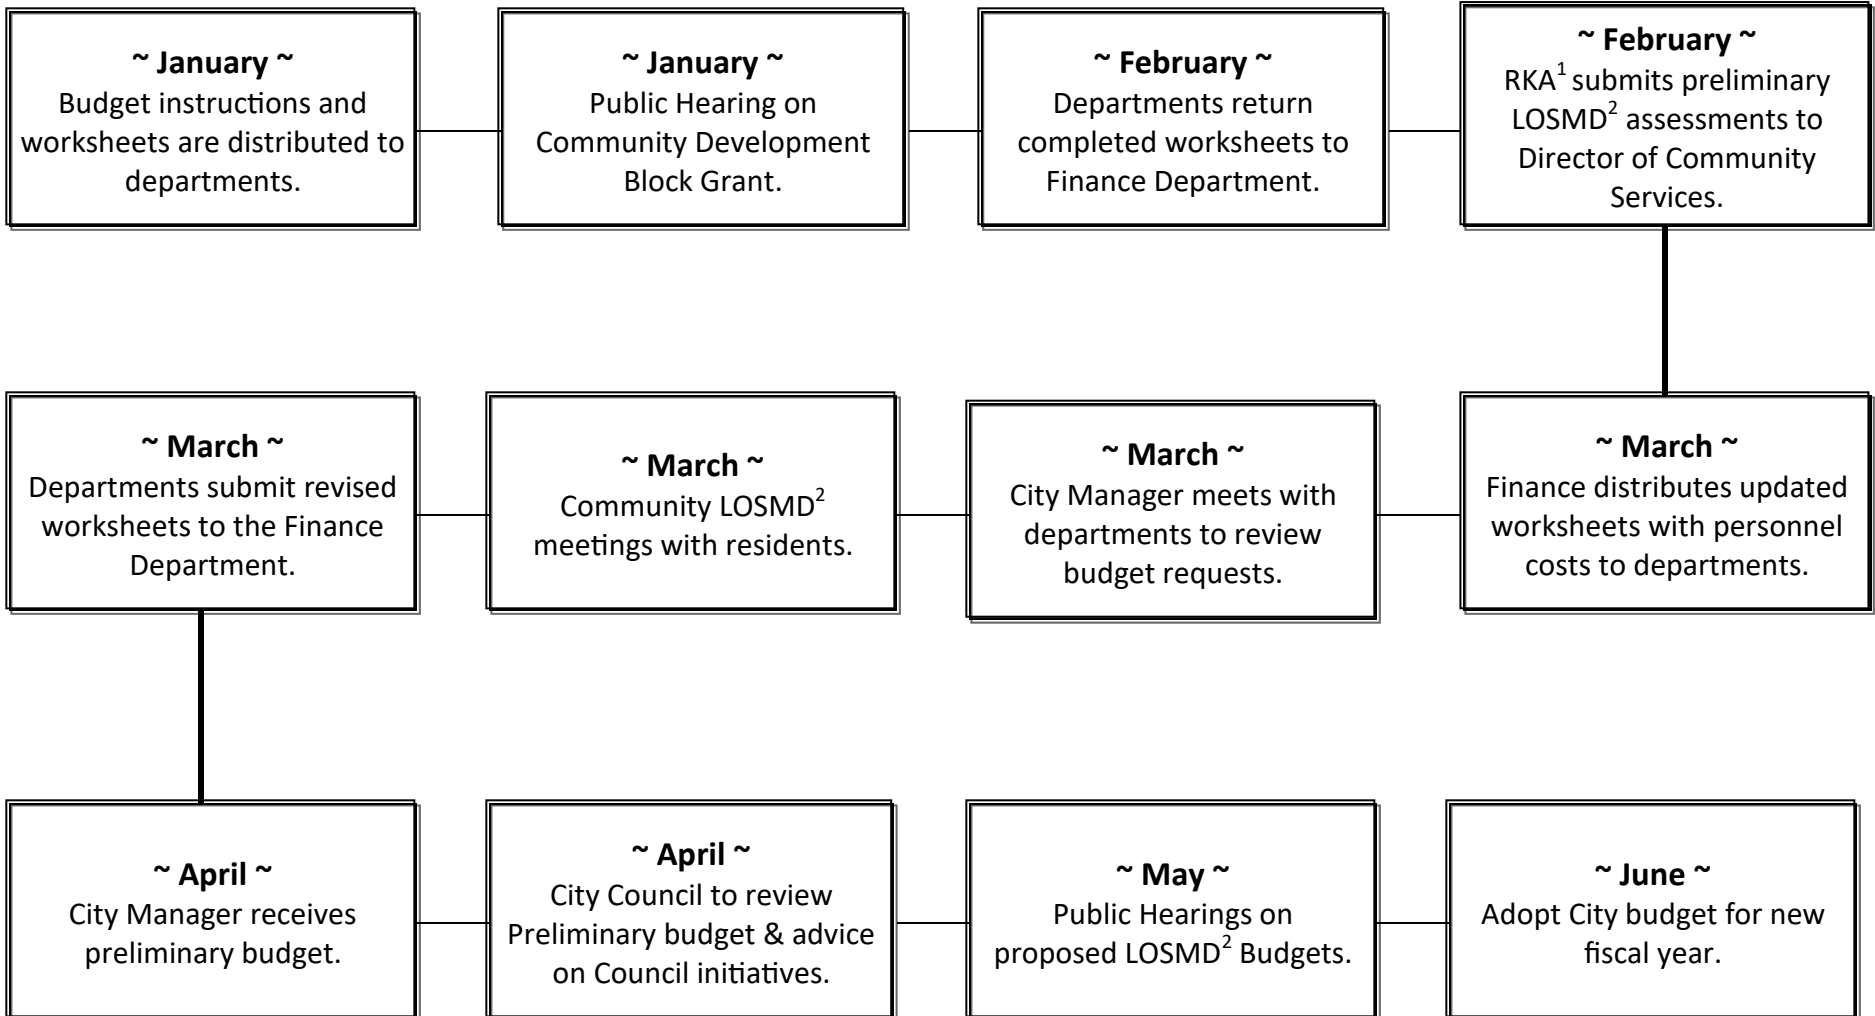 ~ January ~
Budget instructions and
worksheets are distributed to
departments.
~ January ~
Public Hearing on
Community Development
Block Grant.
~ February ~
Departments return
completed worksheets to
Finance Department.
~ February ~
RKA¹ submits preliminary
LOSMD² assessments to
Director of Community
Services.
~ March ~
Finance distributes updated
worksheets with personnel
costs to departments.
~ March ~
City Manager meets with
departments to review
budget requests.
~ March ~
Community LOSMD²
meetings with residents.
~ March ~
Departments submit revised
worksheets to the Finance
Department.
~ April ~
City Manager receives
preliminary budget.
~ April ~
City Council to review
Preliminary budget & advice
on Council initiatives.
~ May ~
Public Hearings on
proposed LOSMD² Budgets.
~ June ~
Adopt City budget for new
fiscal year.